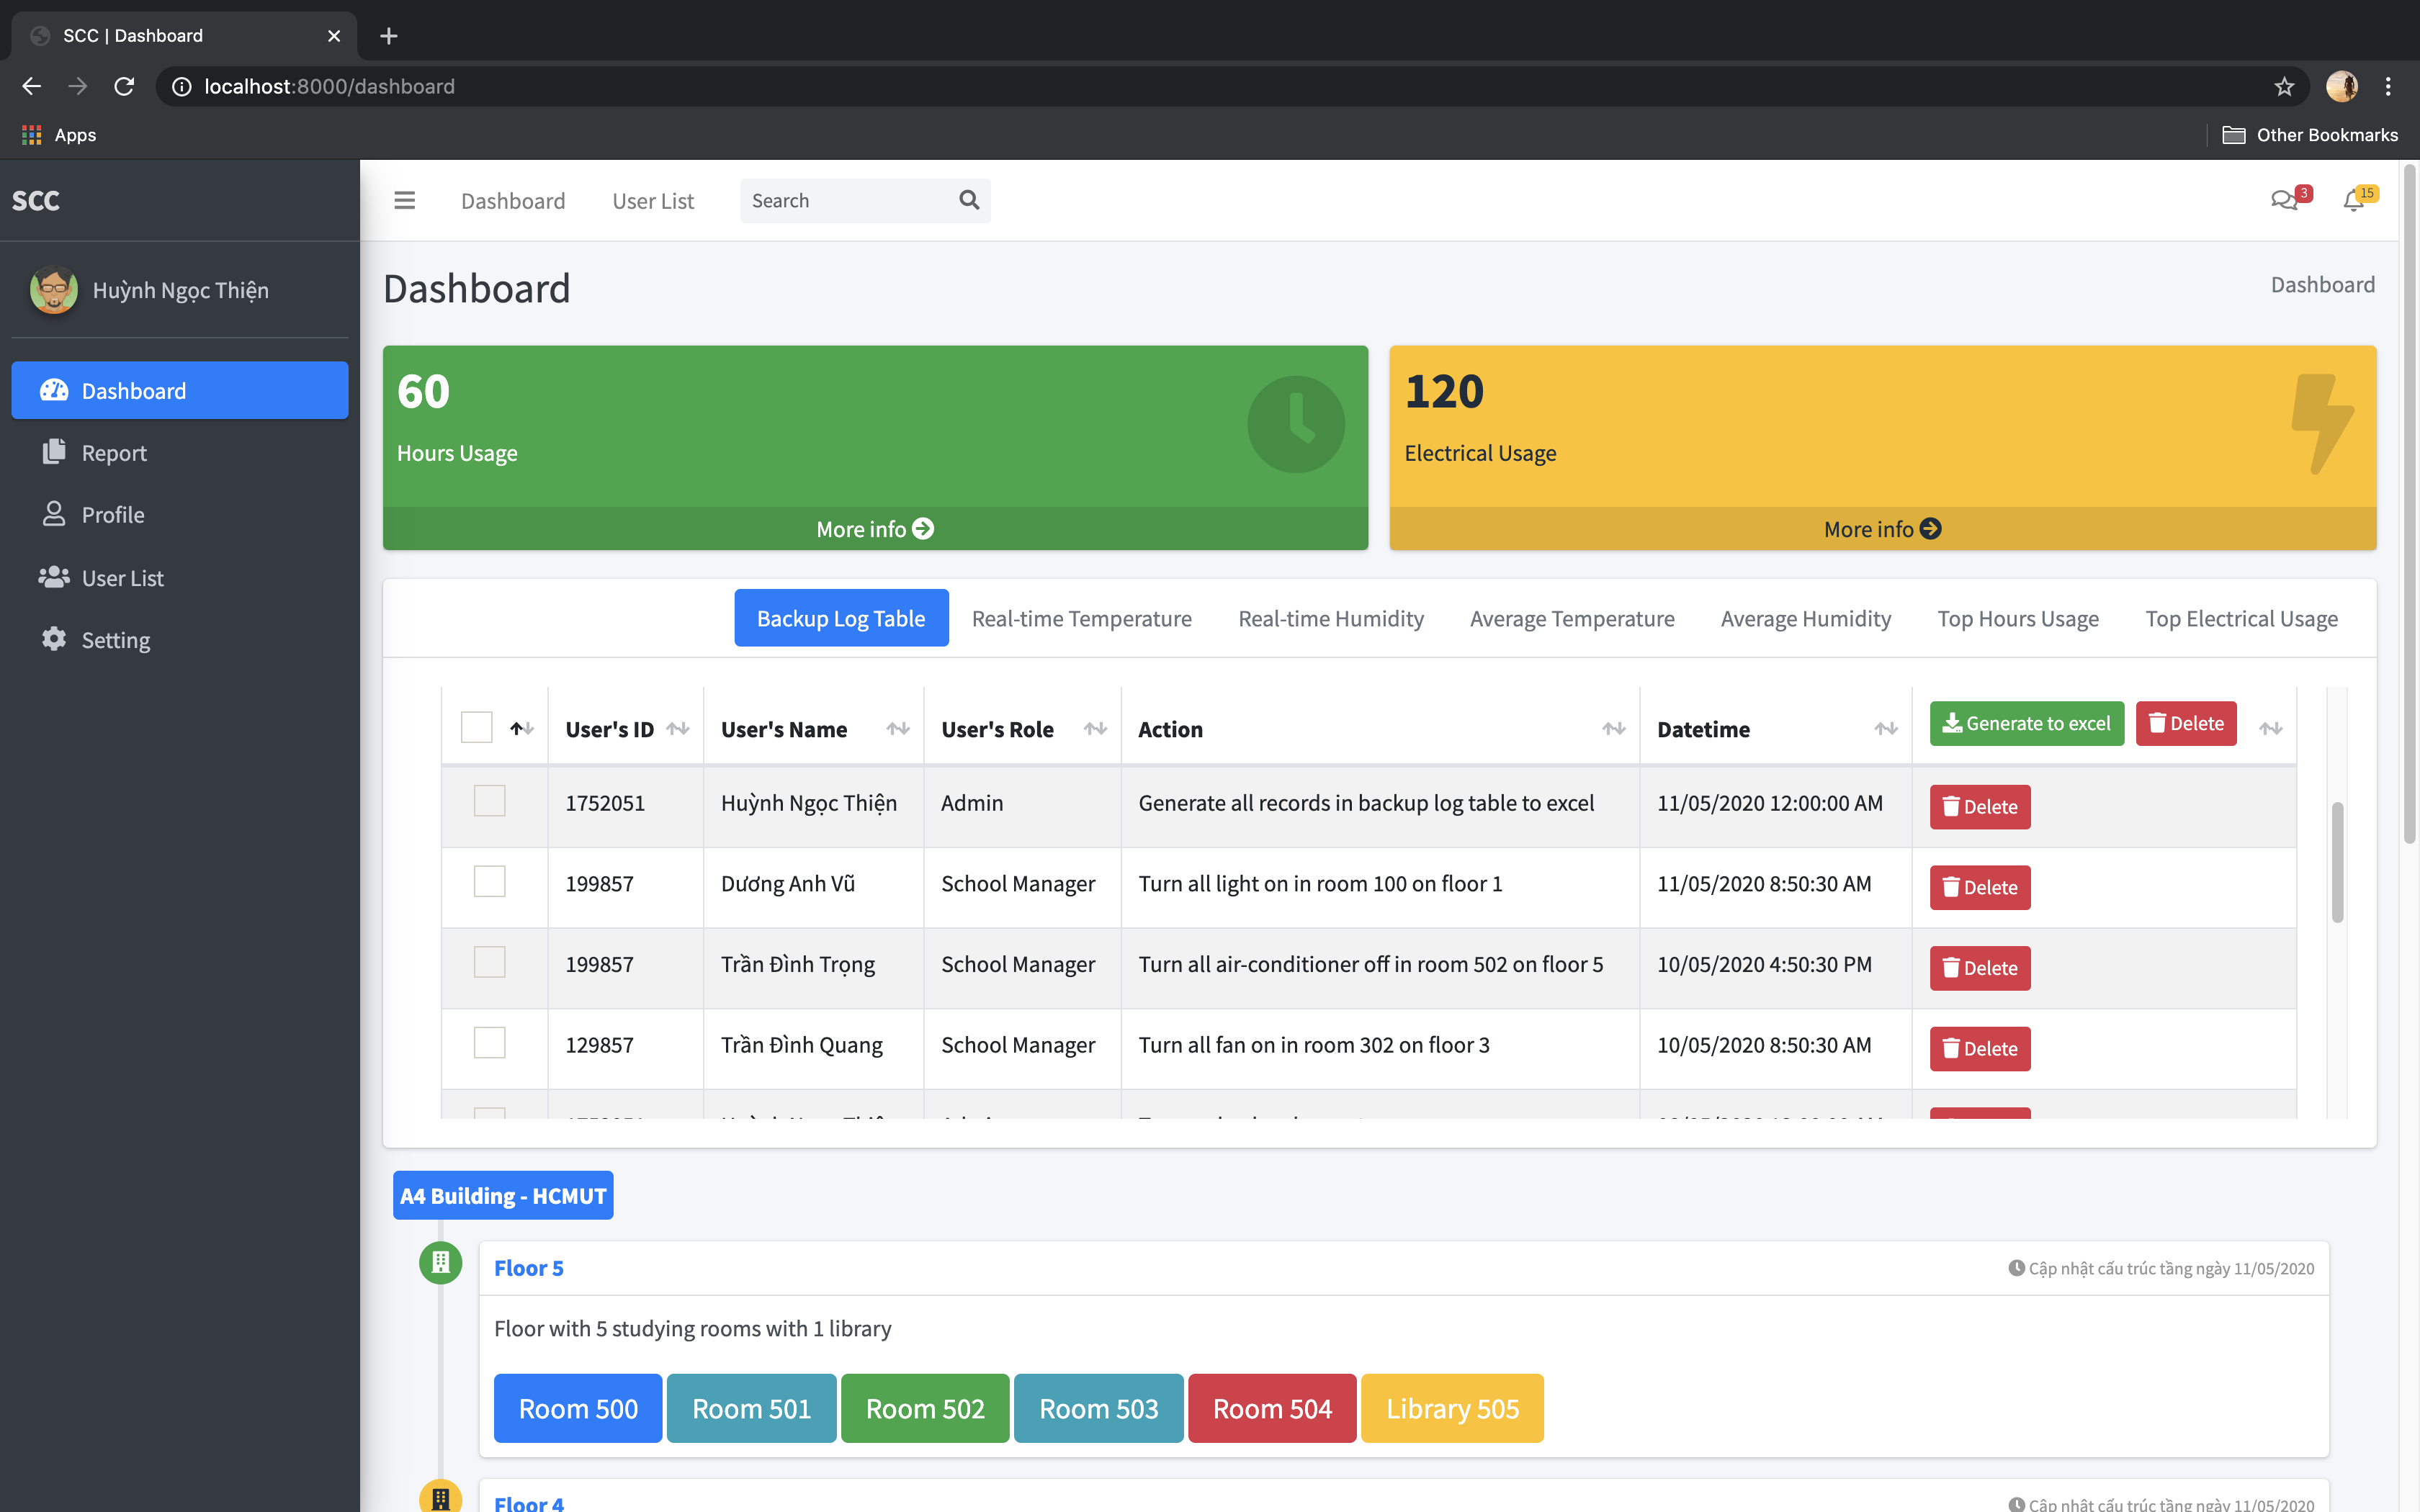 SCC | Dashboard
localhost:8000/dashboard
Apps
Other Bookmarks
SCC
Dashboard
User List
Search
3
15
Huỳnh Ngọc Thiện
Dashboard
Report
Profile
User List
Setting
Dashboard
Dashboard
60
Hours Usage
More info
120
Electrical Usage
More info
Backup Log Table
Real-time Temperature
Real-time Humidity
Average Temperature
Average Humidity
Top Hours Usage
Top Electrical Usage
User's ID User's Name User's Role Action Datetime Generate to excel Delete
1752051 Huỳnh Ngọc Thiện Admin Generate all records in backup log table to excel 11/05/2020 12:00:00 AM Delete
199857 Dương Anh Vũ School Manager Turn all light on in room 100 on floor 1 11/05/2020 8:50:30 AM Delete
199857 Trần Đình Trọng School Manager Turn all air-conditioner off in room 502 on floor 5 10/05/2020 4:50:30 PM Delete
129857 Trần Đình Quang School Manager Turn all fan on in room 302 on floor 3 10/05/2020 8:50:30 AM Delete
A4 Building - HCMUT
Floor 5
Cập nhật cấu trúc tầng ngày 11/05/2020
Floor with 5 studying rooms with 1 library
Room 500
Room 501
Room 502
Room 503
Room 504
Library 505
Floor 4
Cập nhật cấu trúc tầng ngày 11/05/2020